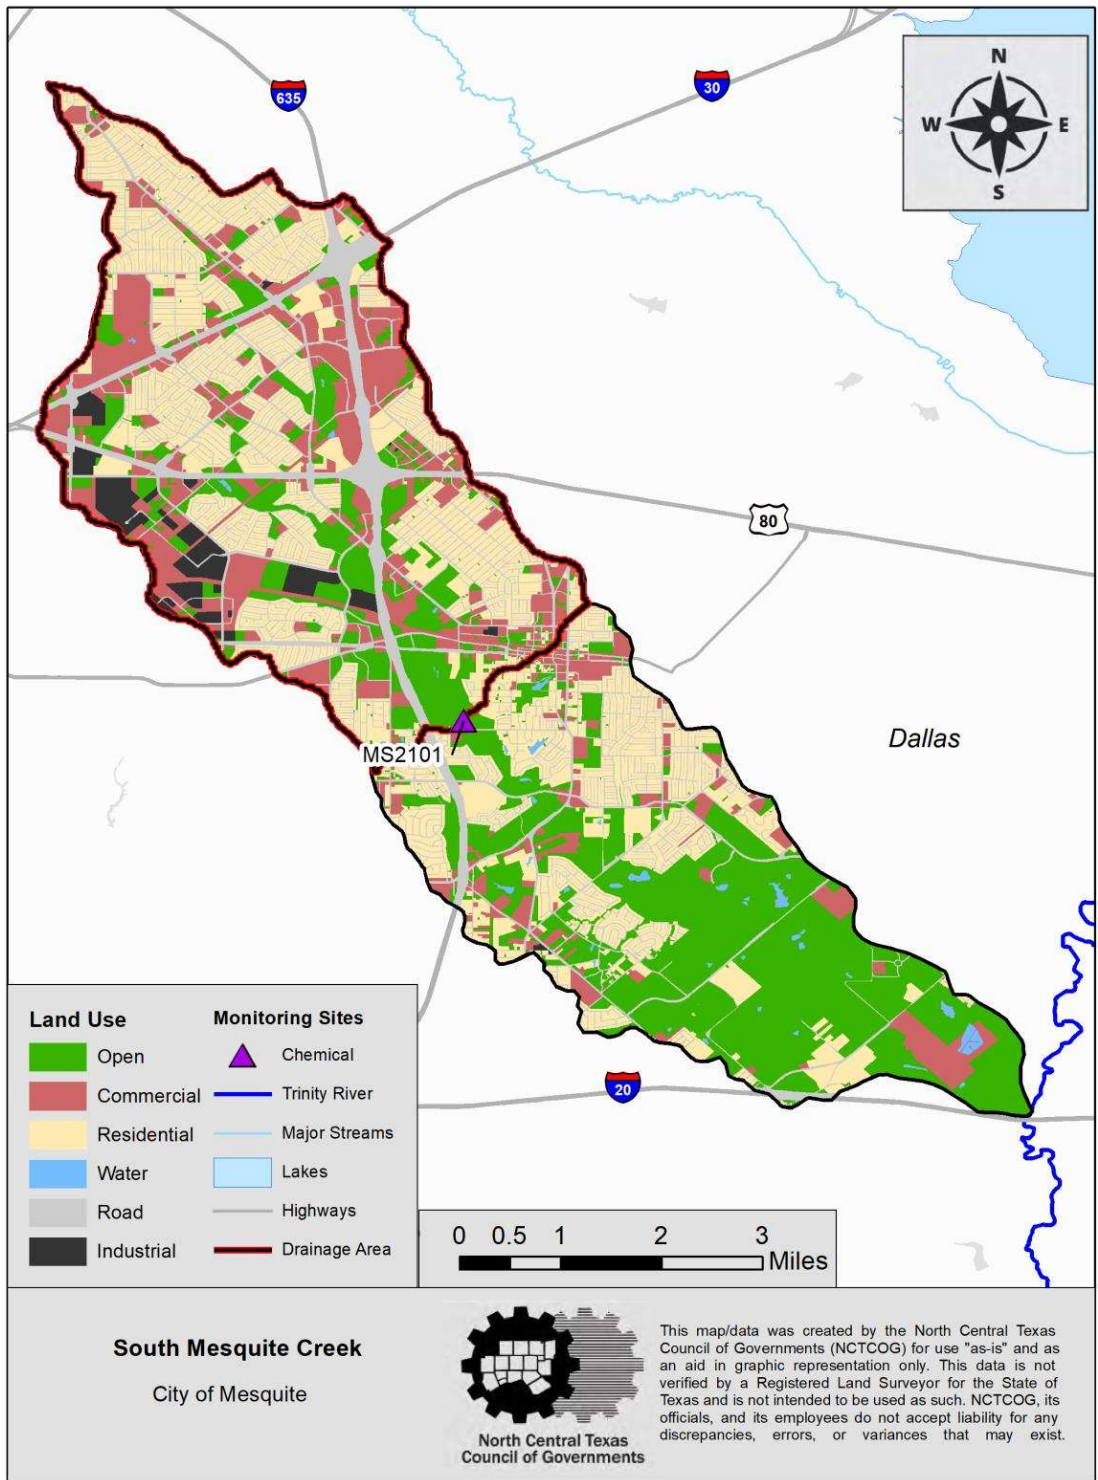 N
W E
S
635
30
80
Dallas
MS2101
20
Land Use
Open
Commercial
Residential
Water
Road
Industrial
Monitoring Sites
Chemical
Trinity River
Major Streams
Lakes
Highways
Drainage Area
0 0.5 1 2 3
Miles
South Mesquite Creek
City of Mesquite
North Central Texas
Council of Governments
This map/data was created by the North Central Texas
Council of Governments (NCTCOG) for use "as-is" and as
an aid in graphic representation only. This data is not
verified by a Registered Land Surveyor for the State of
Texas and is not intended to be used as such. NCTCOG, its
officials, and its employees do not accept liability for any
discrepancies, errors, or variances that may exist.